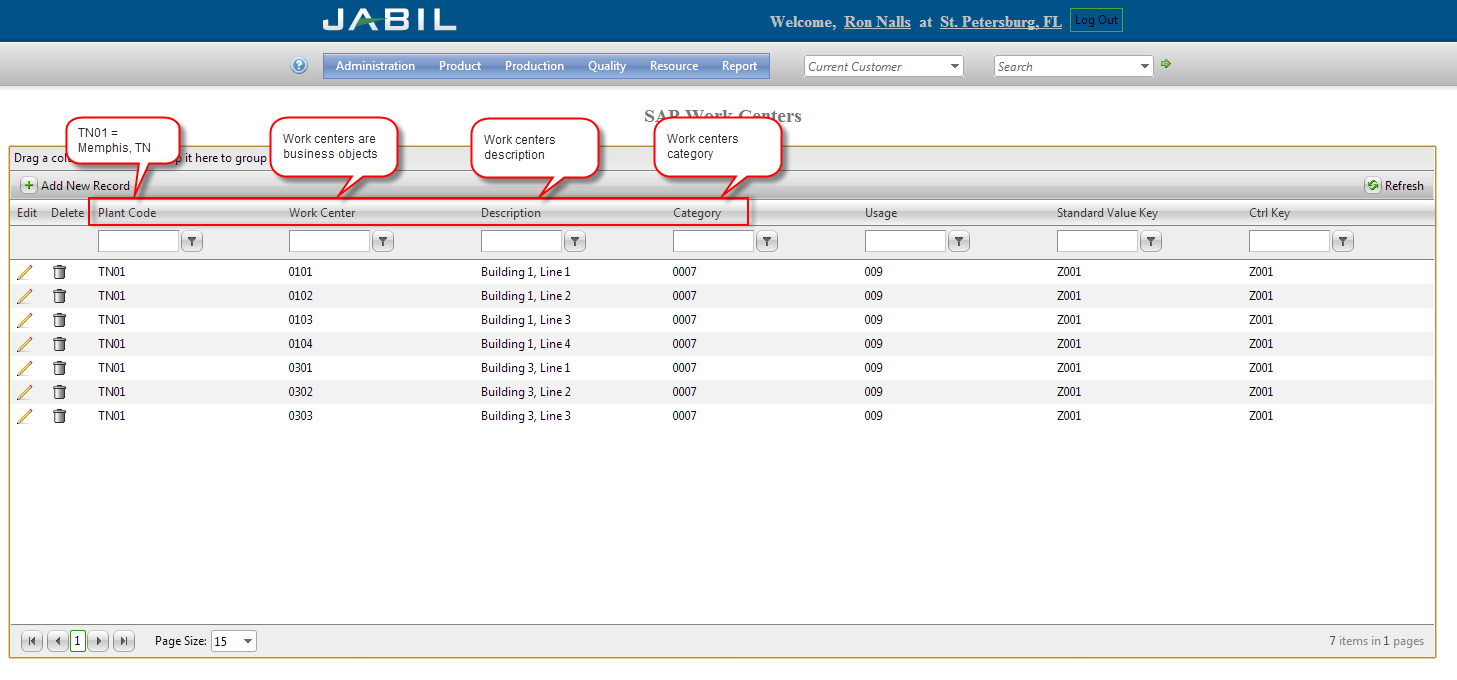 JABIL
Welcome, Ron Nalls at St. Petersburg, FL Log Out
Administration Product Production Quality Resource Report Current Customer Search
SAP Work Centers
TN01 =
Memphis, TN
Work centers are
business objects
Work centers
description
Work centers
category
Drag a it here to group
Add New Record Refresh
Edit Delete Plant Code Work Center Description Category Usage Standard Value Key Ctrl Key
TN01 0101 Building 1, Line 1 0007 009 Z001 Z001
TN01 0102 Building 1, Line 2 0007 009 Z001 Z001
TN01 0103 Building 1, Line 3 0007 009 Z001 Z001
TN01 0104 Building 1, Line 4 0007 009 Z001 Z001
TN01 0301 Building 3, Line 1 0007 009 Z001 Z001
TN01 0302 Building 3, Line 2 0007 009 Z001 Z001
TN01 0303 Building 3, Line 3 0007 009 Z001 Z001
1 Page Size: 15 7 items in 1 pages